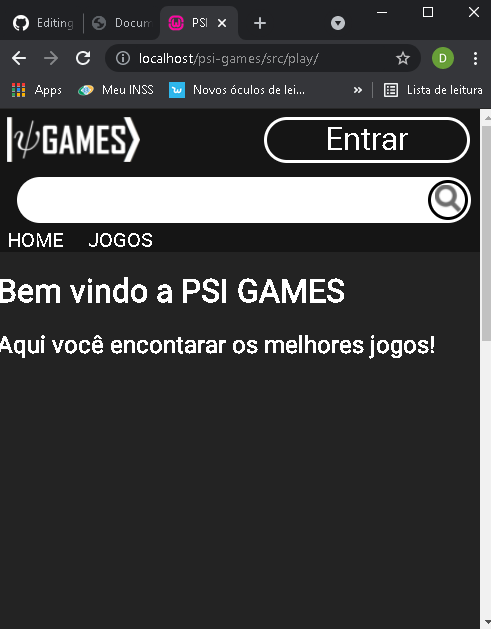 Editing
Docum
PSI
localhost/psi-games/src/play/
D
Apps
Meu INSS
Novos óculos de lei...
»
Lista de leitura
|ψGAMES⟩
Entrar
HOME
JOGOS
Bem vindo a PSI GAMES
Aqui você encontarar os melhores jogos!